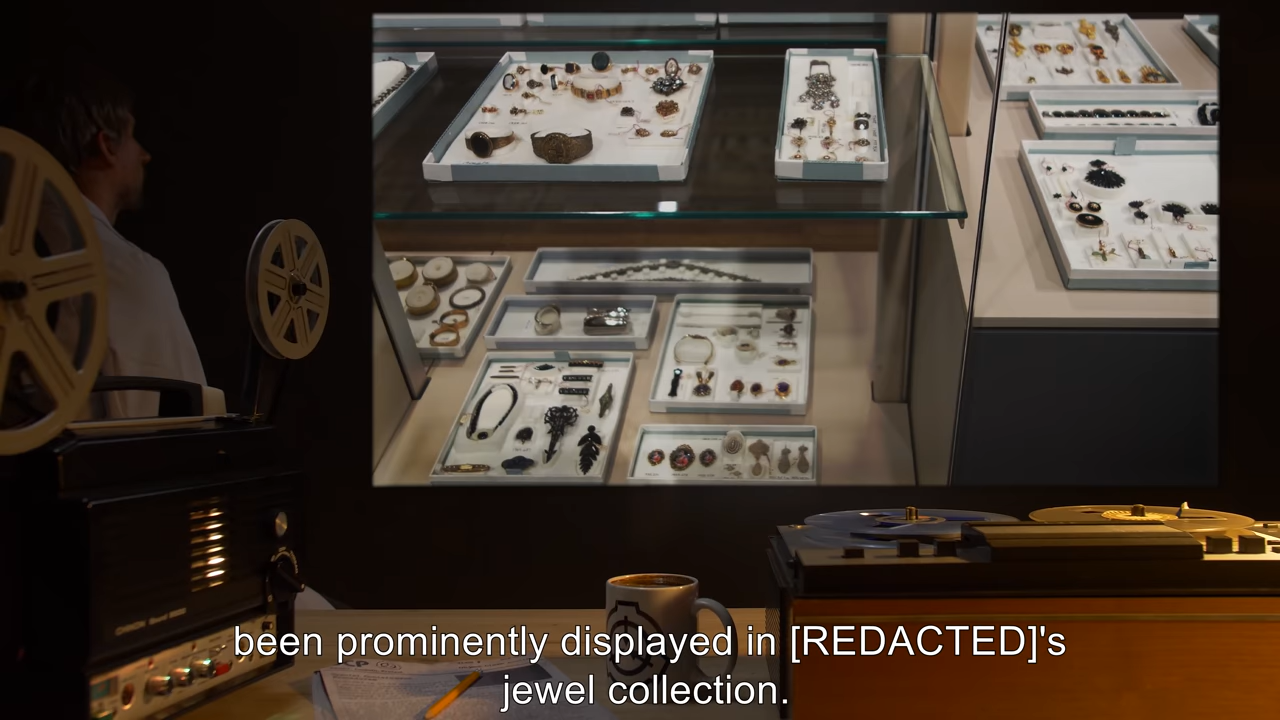 been prominently displayed in [REDACTED]'s
jewel collection.